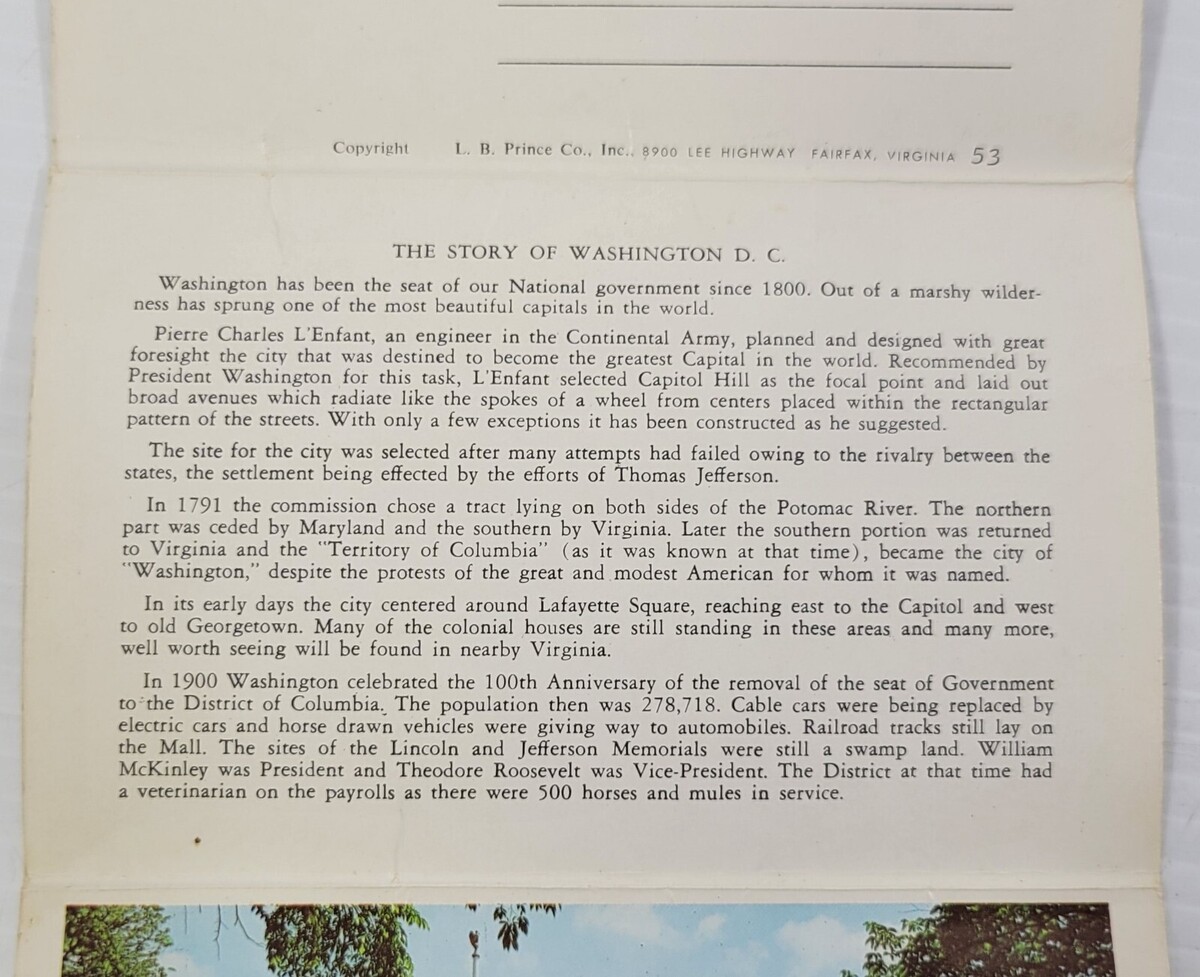 Copyright L. B. Prince Co., Inc., 8900 LEE HIGHWAY FAIRFAX, VIRGINIA 53
THE STORY OF WASHINGTON D. C.
Washington has been the seat of our National government since 1800. Out of a marshy wilder-
ness has sprung one of the most beautiful capitals in the world.
Pierre Charles L'Enfant, an engineer in the Continental Army, planned and designed with great
foresight the city that was destined to become the greatest Capital in the world. Recommended by
President Washington for this task, L'Enfant selected Capitol Hill as the focal point and laid out
broad avenues which radiate like the spokes of a wheel from centers placed within the rectangular
pattern of the streets. With only a few exceptions it has been constructed as he suggested.
The site for the city was selected after many attempts had failed owing to the rivalry between the
states, the settlement being effected by the efforts of Thomas Jefferson.
In 1791 the commission chose a tract lying on both sides of the Potomac River. The northern
part was ceded by Maryland and the southern by Virginia. Later the southern portion was returned
to Virginia and the "Territory of Columbia" (as it was known at that time), became the city of
"Washington," despite the protests of the great and modest American for whom it was named.
In its early days the city centered around Lafayette Square, reaching east to the Capitol and west
to old Georgetown. Many of the colonial houses are still standing in these areas and many more,
well worth seeing will be found in nearby Virginia.
In 1900 Washington celebrated the 100th Anniversary of the removal of the seat of Government
to the District of Columbia. The population then was 278,718. Cable cars were being replaced by
electric cars and horse drawn vehicles were giving way to automobiles. Railroad tracks still lay on
the Mall. The sites of the Lincoln and Jefferson Memorials were still a swamp land. William
McKinley was President and Theodore Roosevelt was Vice-President. The District at that time had
a veterinarian on the payrolls as there were 500 horses and mules in service.